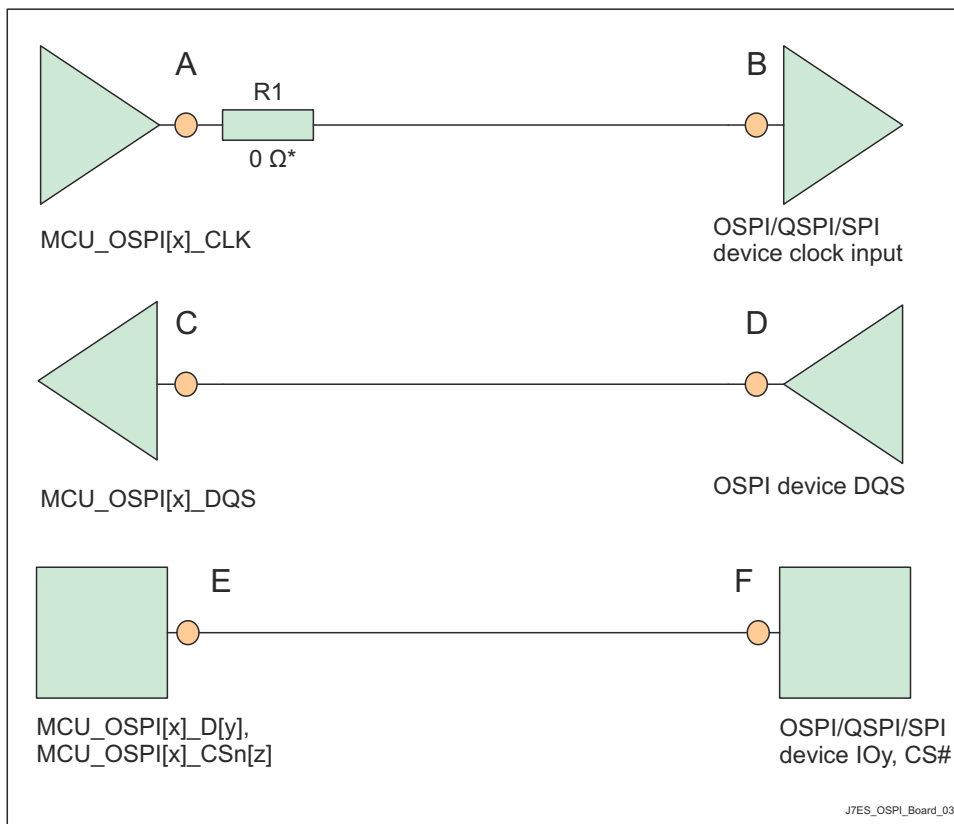 A
B
R1
0 Ω*
MCU_OSPI[x]_CLK
OSPI/QSPI/SPI
device clock input
C
D
MCU_OSPI[x]_DQS
OSPI device DQS
E
F
MCU_OSPI[x]_D[y],
MCU_OSPI[x]_CSn[z]
OSPI/QSPI/SPI
device IOy, CS#
J7ES_OSPI_Board_03